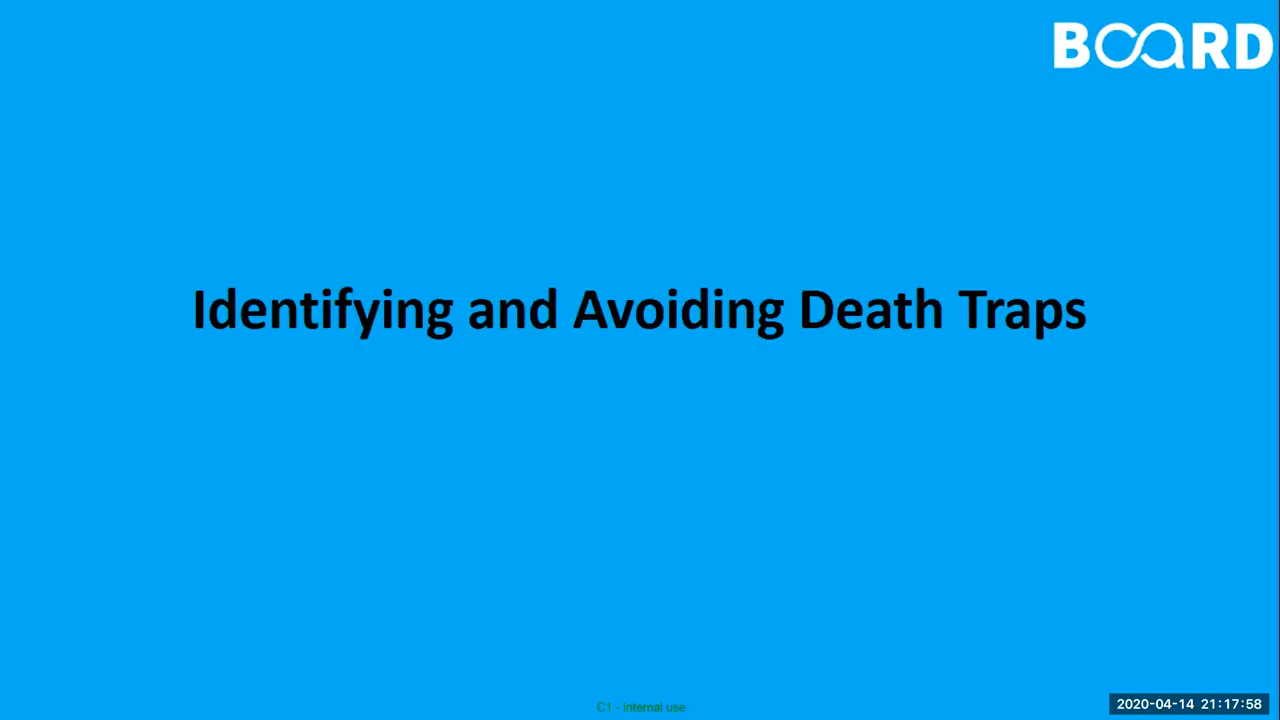 BOARD
Identifying and Avoiding Death Traps
C1 - Internal use
2020-04-14 21:17:58